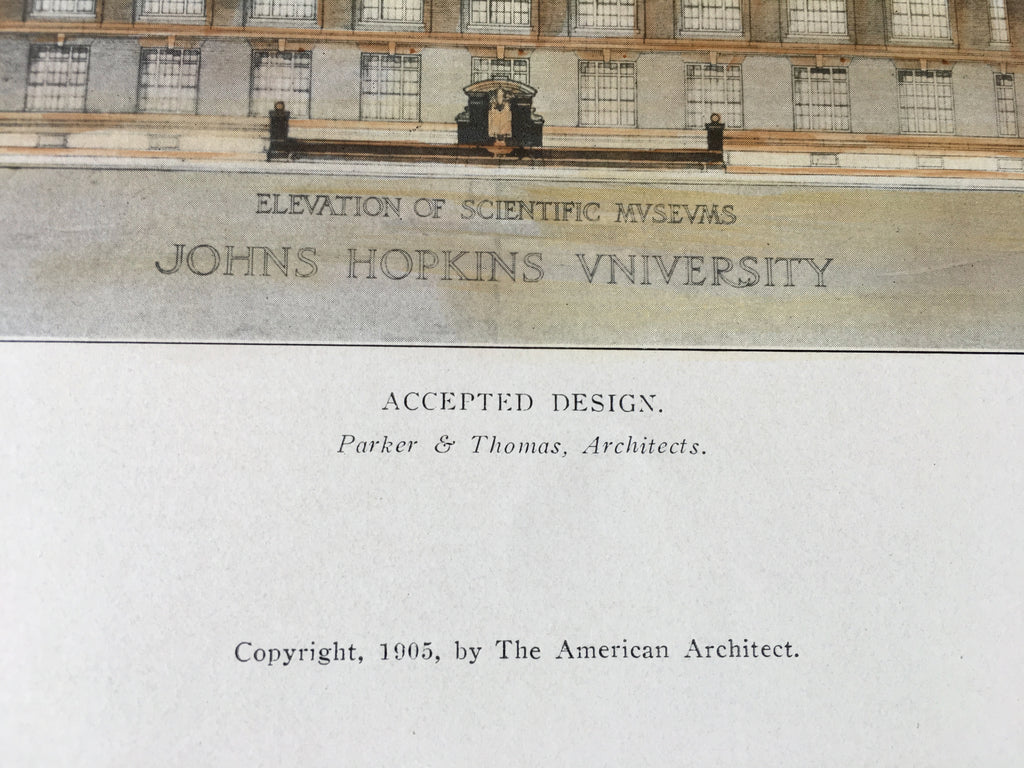 ELEVATION OF SCIENTIFIC MVSEVMS
JOHNS HOPKINS VNIVERSITY
ACCEPTED DESIGN.
Parker & Thomas, Architects.
Copyright, 1905, by The American Architect.